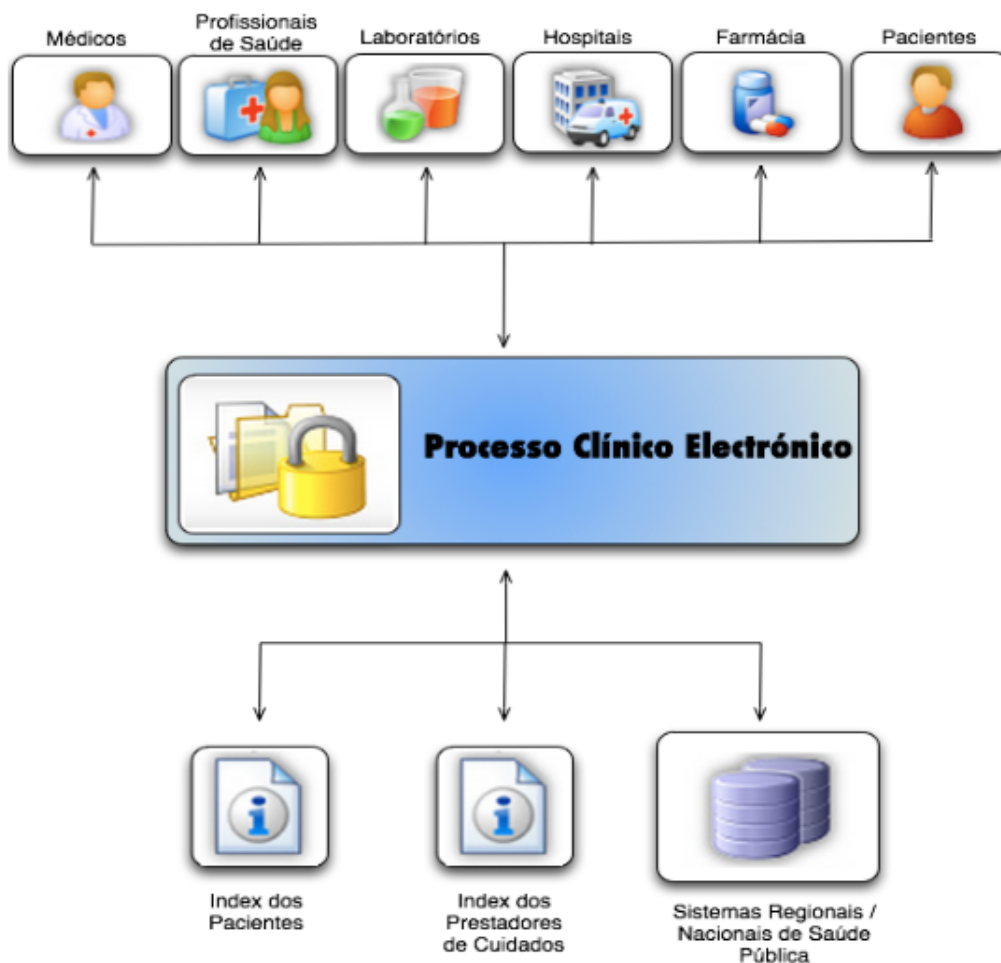 Médicos
Profissionais
de Saúde
Laboratórios
Hospitais
Farmácia
Pacientes
Processo Clínico Electrónico
Index dos
Pacientes
Index dos
Prestadores
de Cuidados
Sistemas Regionais /
Nacionais de Saúde
Pública